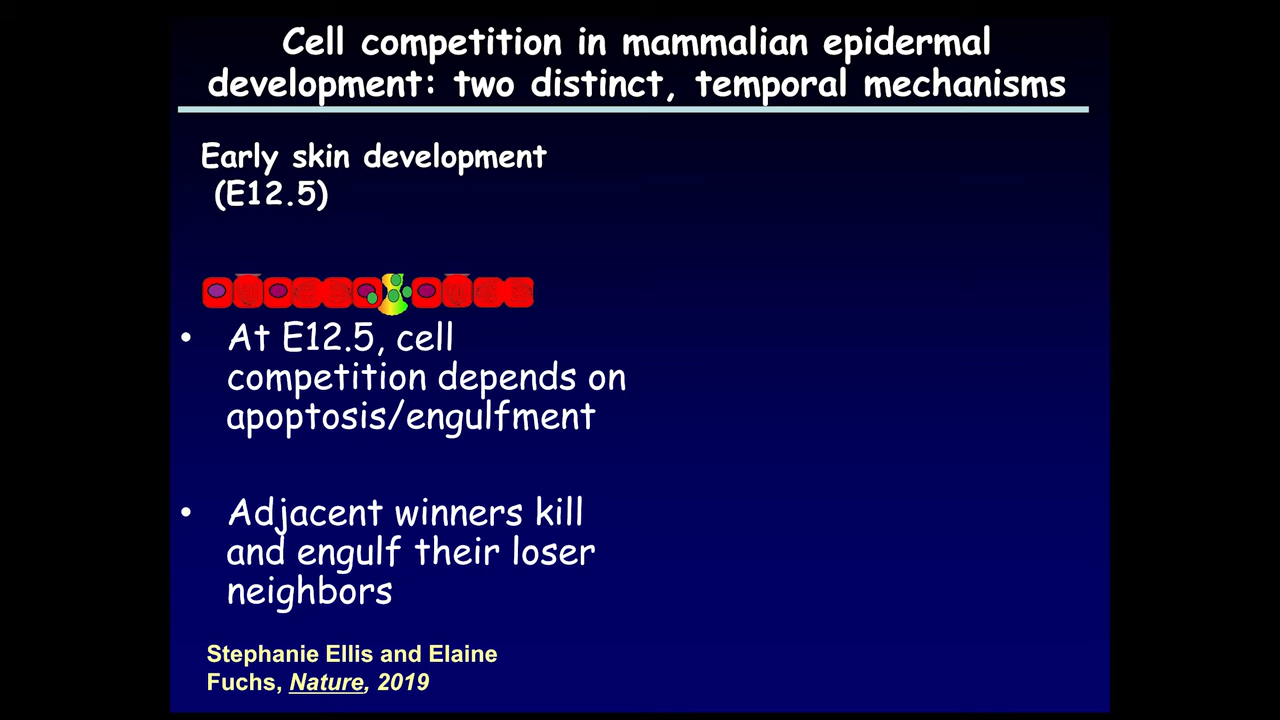 Cell competition in mammalian epidermal
development: two distinct, temporal mechanisms
Early skin development
(E12.5)
• At E12.5, cell
competition depends on
apoptosis/engulfment
• Adjacent winners kill
and engulf their loser
neighbors
Stephanie Ellis and Elaine
Fuchs, Nature, 2019